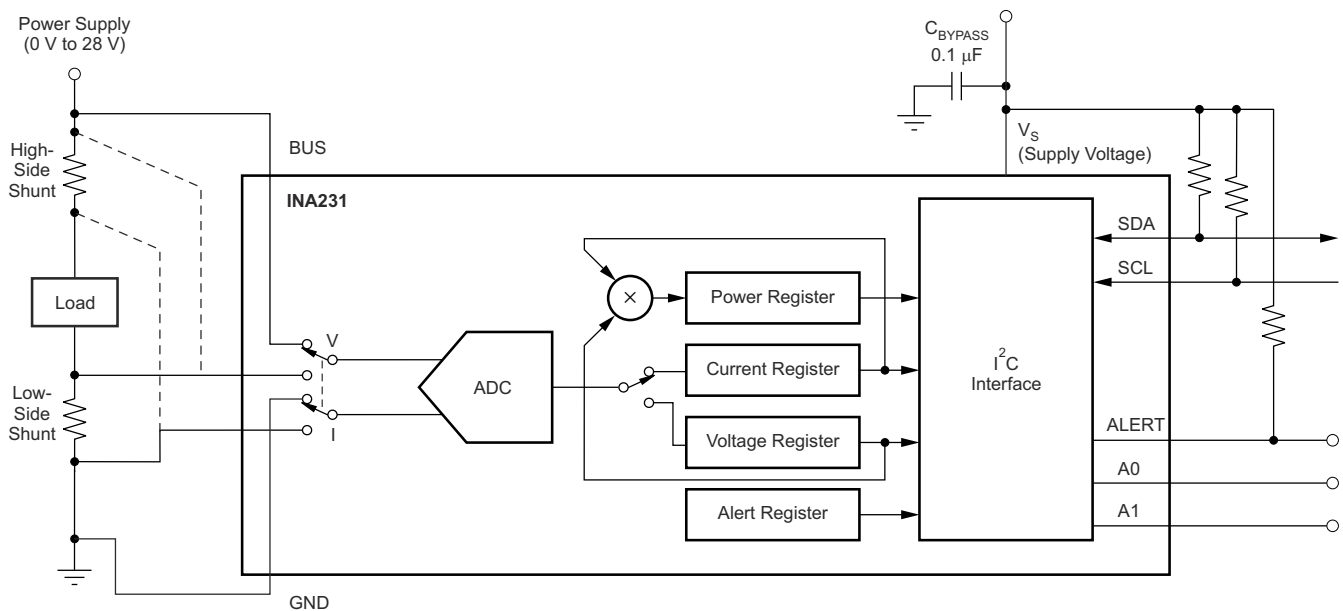 Power Supply
(0 V to 28 V)
C_BYPASS
0.1 μF
V_S
(Supply Voltage)
High-
Side
Shunt
BUS
INA231
SDA
SCL
×
Power Register
Load
V
ADC
Current Register
I²C
Interface
Low-
Side
Shunt
I
Voltage Register
ALERT
A0
Alert Register
A1
GND